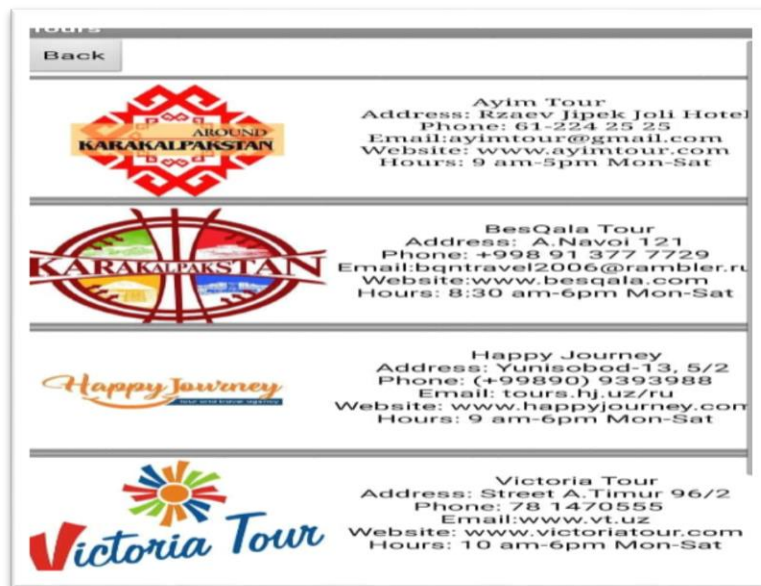 Tours
Back
AROUND
KARAKALPAKSTAN
Ayim Tour
Address: Rzaev Jipek Joli Hotel
Phone: 61-224 25 25
Email:ayimtour@gmail.com
Website: www.ayimtour.com
Hours: 9 am-5pm Mon-Sat
KARAKALPAKSTAN
BesQala Tour
Address: A.Navoi 121
Phone: +998 91 377 7729
Email:bqntravel2006@rambler.ru
Website:www.besqala.com
Hours: 8:30 am-6pm Mon-Sat
Happy Journey
tour and travel agency
Happy Journey
Address: Yunisobod-13, 5/2
Phone: (+99890) 9393988
Email: tours.hj.uz/ru
Website: www.happyjourney.com
Hours: 9 am-6pm Mon-Sat
Victoria Tour
Victoria Tour
Address: Street A.Timur 96/2
Phone: 78 1470555
Email:www.vt.uz
Website: www.victoriatour.com
Hours: 10 am-6pm Mon-Sat